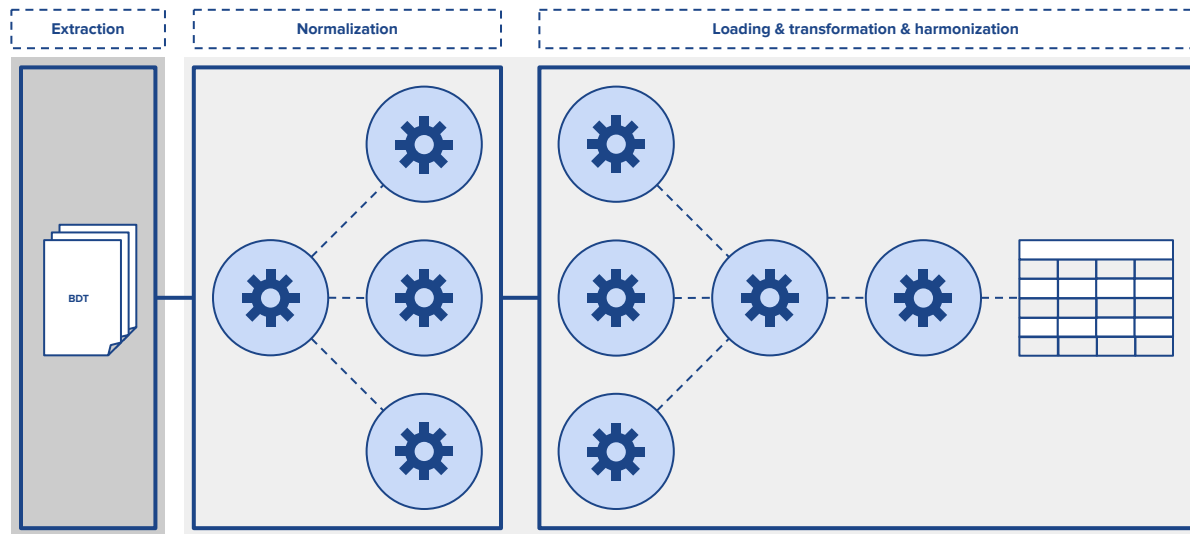 Extraction
Normalization
Loading & transformation & harmonization
BDT